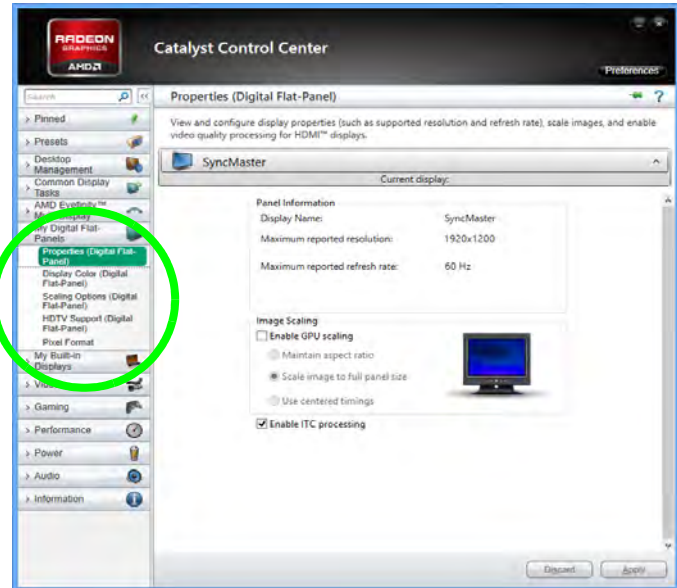 RADEON
GRAPHICS
AMD
Catalyst Control Center
Preferences
Search
Properties (Digital Flat-Panel)
?
View and configure display properties (such as supported resolution and refresh rate), scale images, and enable
video quality processing for HDMI™ displays.
Pinned
Presets
Desktop
Management
Common Display
Tasks
AMD Eyefinity™
Multi-Display
My Digital Flat-
Panels
Properties (Digital Flat-
Panel)
Display Color (Digital
Flat-Panel)
Scaling Options (Digital
Flat-Panel)
HDTV Support (Digital
Flat-Panel)
Pixel Format
My Built-in
Displays
Video
Gaming
Performance
Power
Audio
Information
SyncMaster
Current display:
Panel Information
Display Name: SyncMaster
Maximum reported resolution: 1920x1200
Maximum reported refresh rate: 60 Hz
Image Scaling
Enable GPU scaling
Maintain aspect ratio
Scale image to full panel size
Use centered timings
Enable ITC processing
Discard
Apply